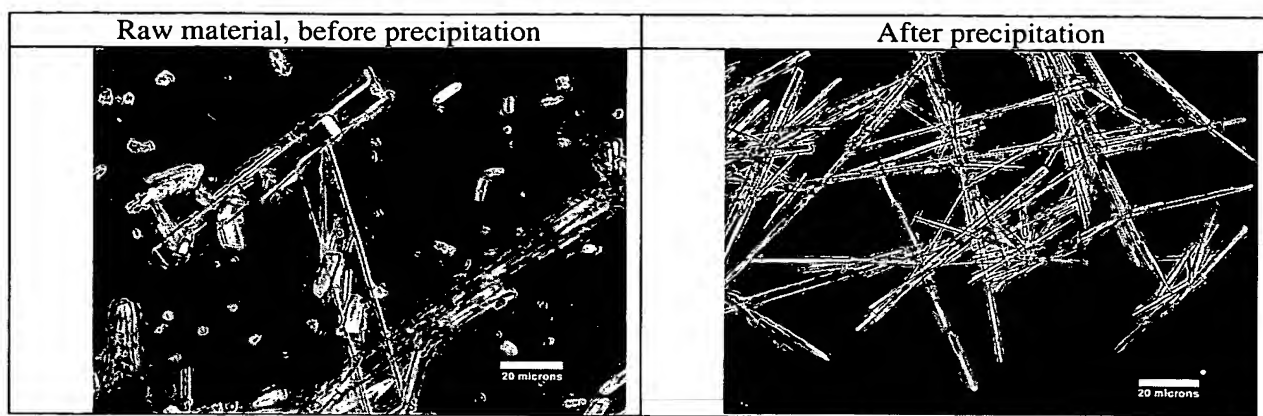 Raw material, before precipitation
After precipitation
20 microns
20 microns